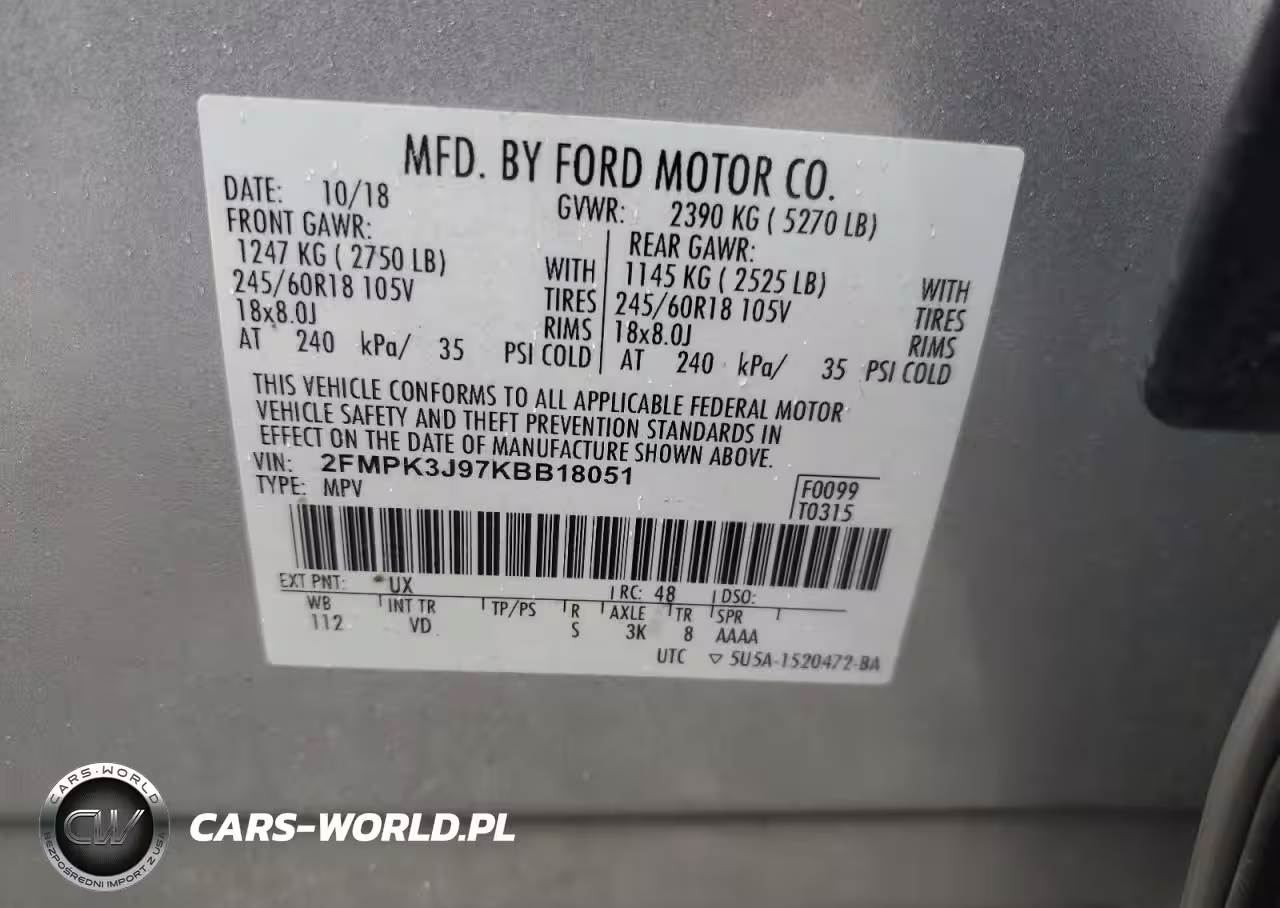 MFD. BY FORD MOTOR CO.
DATE: 10/18 GVWR: 2390 KG ( 5270 LB)
FRONT GAWR: REAR GAWR:
1247 KG ( 2750 LB) WITH 1145 KG ( 2525 LB) WITH
245/60R18 105V TIRES 245/60R18 105V TIRES
18x8.0J RIMS 18x8.0J RIMS
AT 240 kPa/ 35 PSI COLD AT 240 kPa/ 35 PSI COLD
THIS VEHICLE CONFORMS TO ALL APPLICABLE FEDERAL MOTOR
VEHICLE SAFETY AND THEFT PREVENTION STANDARDS IN
EFFECT ON THE DATE OF MANUFACTURE SHOWN ABOVE.
VIN: 2FMPK3J97KBB18051
TYPE: MPV F0099
T0315
EXT PNT: UX RC: 48 DSO:
WB INT TR TP/PS R AXLE TR SPR
112 VD S 3K 8 AAAA
UTC ▽ 5U5A-1520472-BA
CARS-WORLD
CW
BEZPOŚREDNI IMPORT Z USA
CARS-WORLD.PL